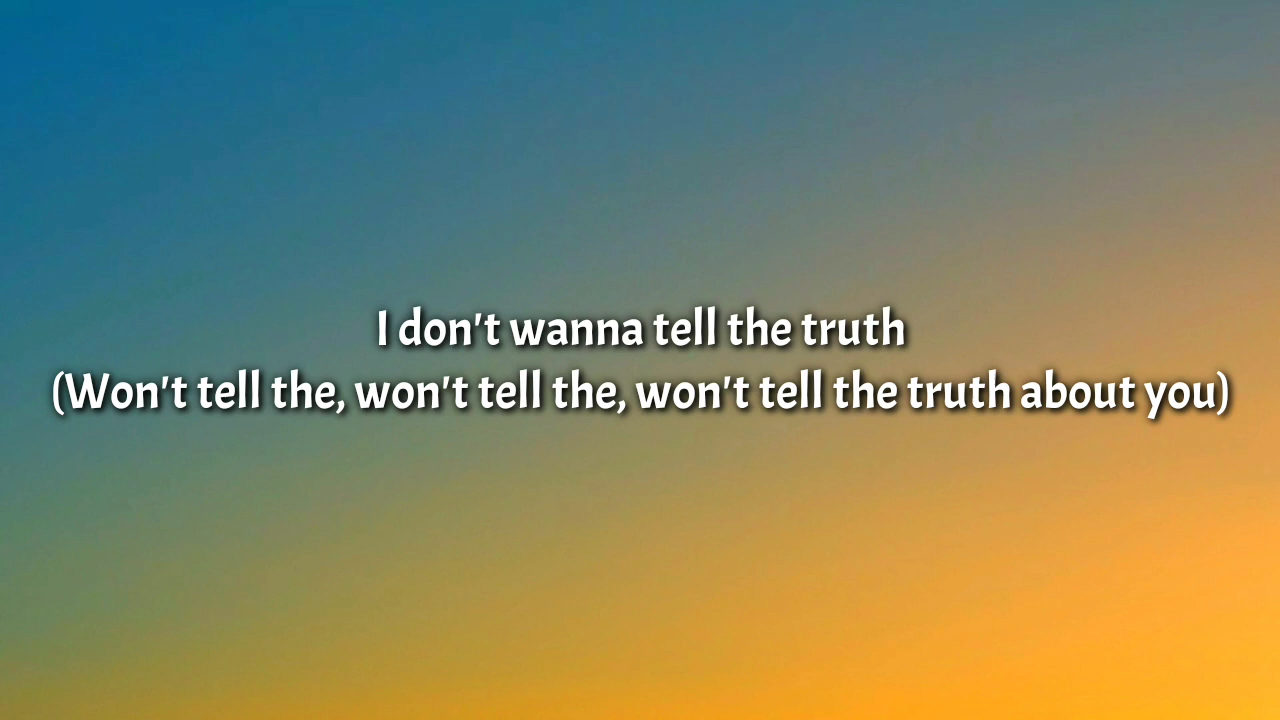 I don't wanna tell the truth
(Won't tell the, won't tell the, won't tell the truth about you)